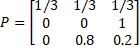 P = [ 1/3 1/3 1/3
0 0 1
0 0.8 0.2 ]